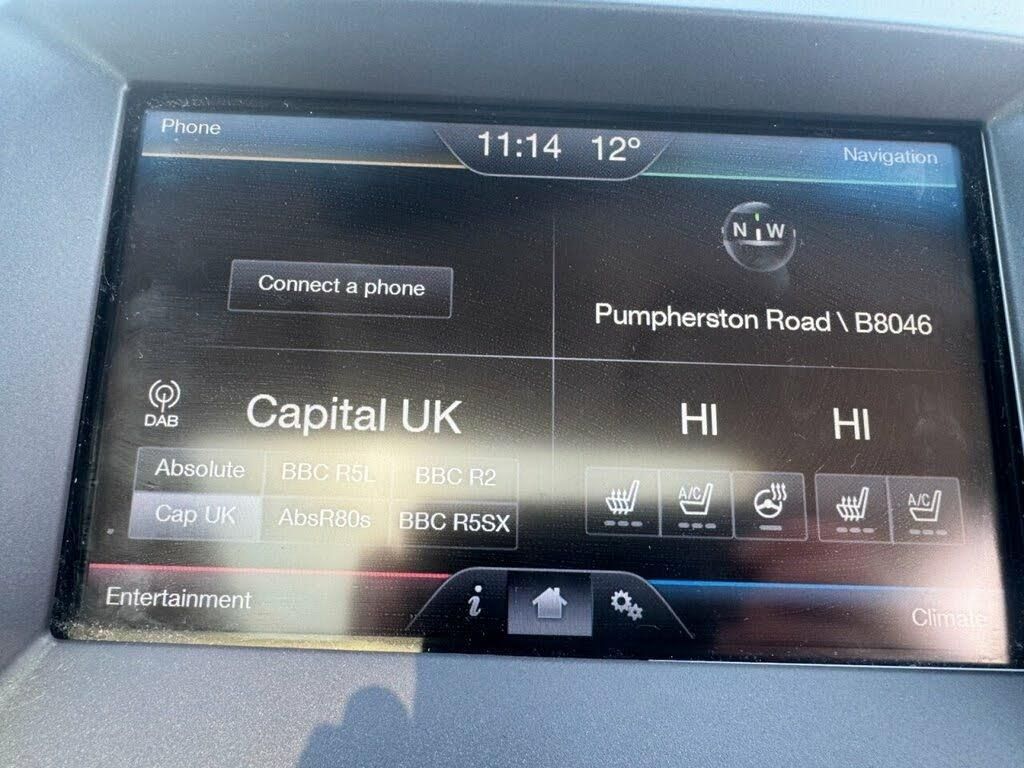 Phone
11:14 12°
Navigation
N W
Connect a phone
Pumpherston Road \ B8046
DAB
Capital UK
HI HI
Absolute BBC R5L BBC R2
A/C A/C
Cap UK AbsR80s BBC R5SX
Entertainment
i
Climate